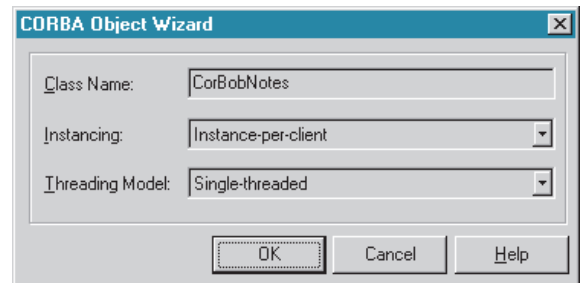 CORBA Object Wizard
Class Name: CorBobNotes
Instancing: Instance-per-client
Threading Model: Single-threaded
OK Cancel Help